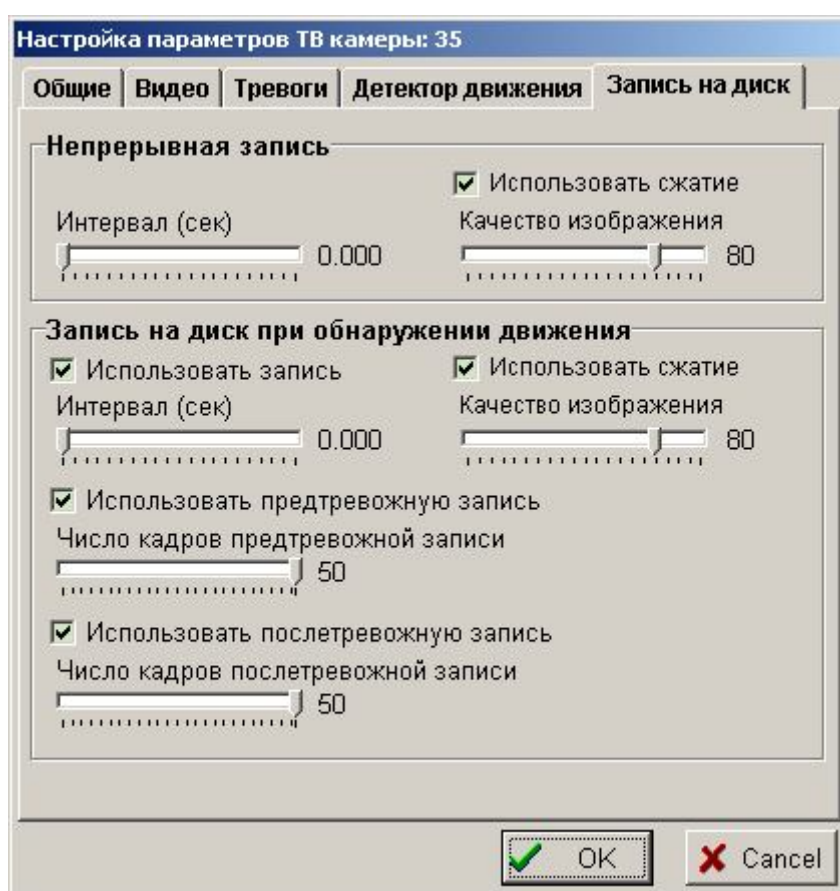 Настройка параметров ТВ камеры: 35
Общие Видео Тревоги Детектор движения Запись на диск
Непрерывная запись
Использовать сжатие
Интервал (сек) Качество изображения
0.000 80
Запись на диск при обнаружении движения
Использовать запись Использовать сжатие
Интервал (сек) Качество изображения
0.000 80
Использовать предтревожную запись
Число кадров предтревожной записи
50
Использовать послетревожную запись
Число кадров послетревожной записи
50
OK Cancel